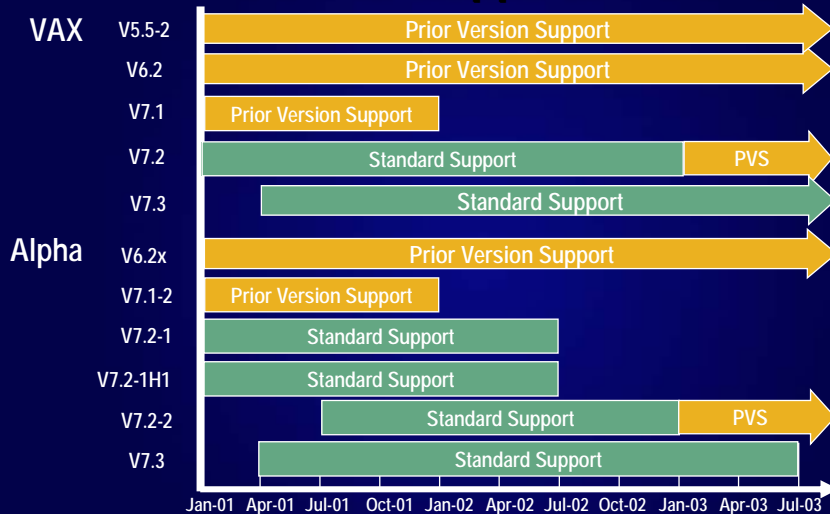 VAX V5.5-2 Prior Version Support
V6.2 Prior Version Support
V7.1 Prior Version Support
V7.2 Standard Support PVS
V7.3 Standard Support
Alpha V6.2x Prior Version Support
V7.1-2 Prior Version Support
V7.2-1 Standard Support
V7.2-1H1 Standard Support
V7.2-2 Standard Support PVS
V7.3 Standard Support
Jan-01 Apr-01 Jul-01 Oct-01 Jan-02 Apr-02 Jul-02 Oct-02 Jan-03 Apr-03 Jul-03